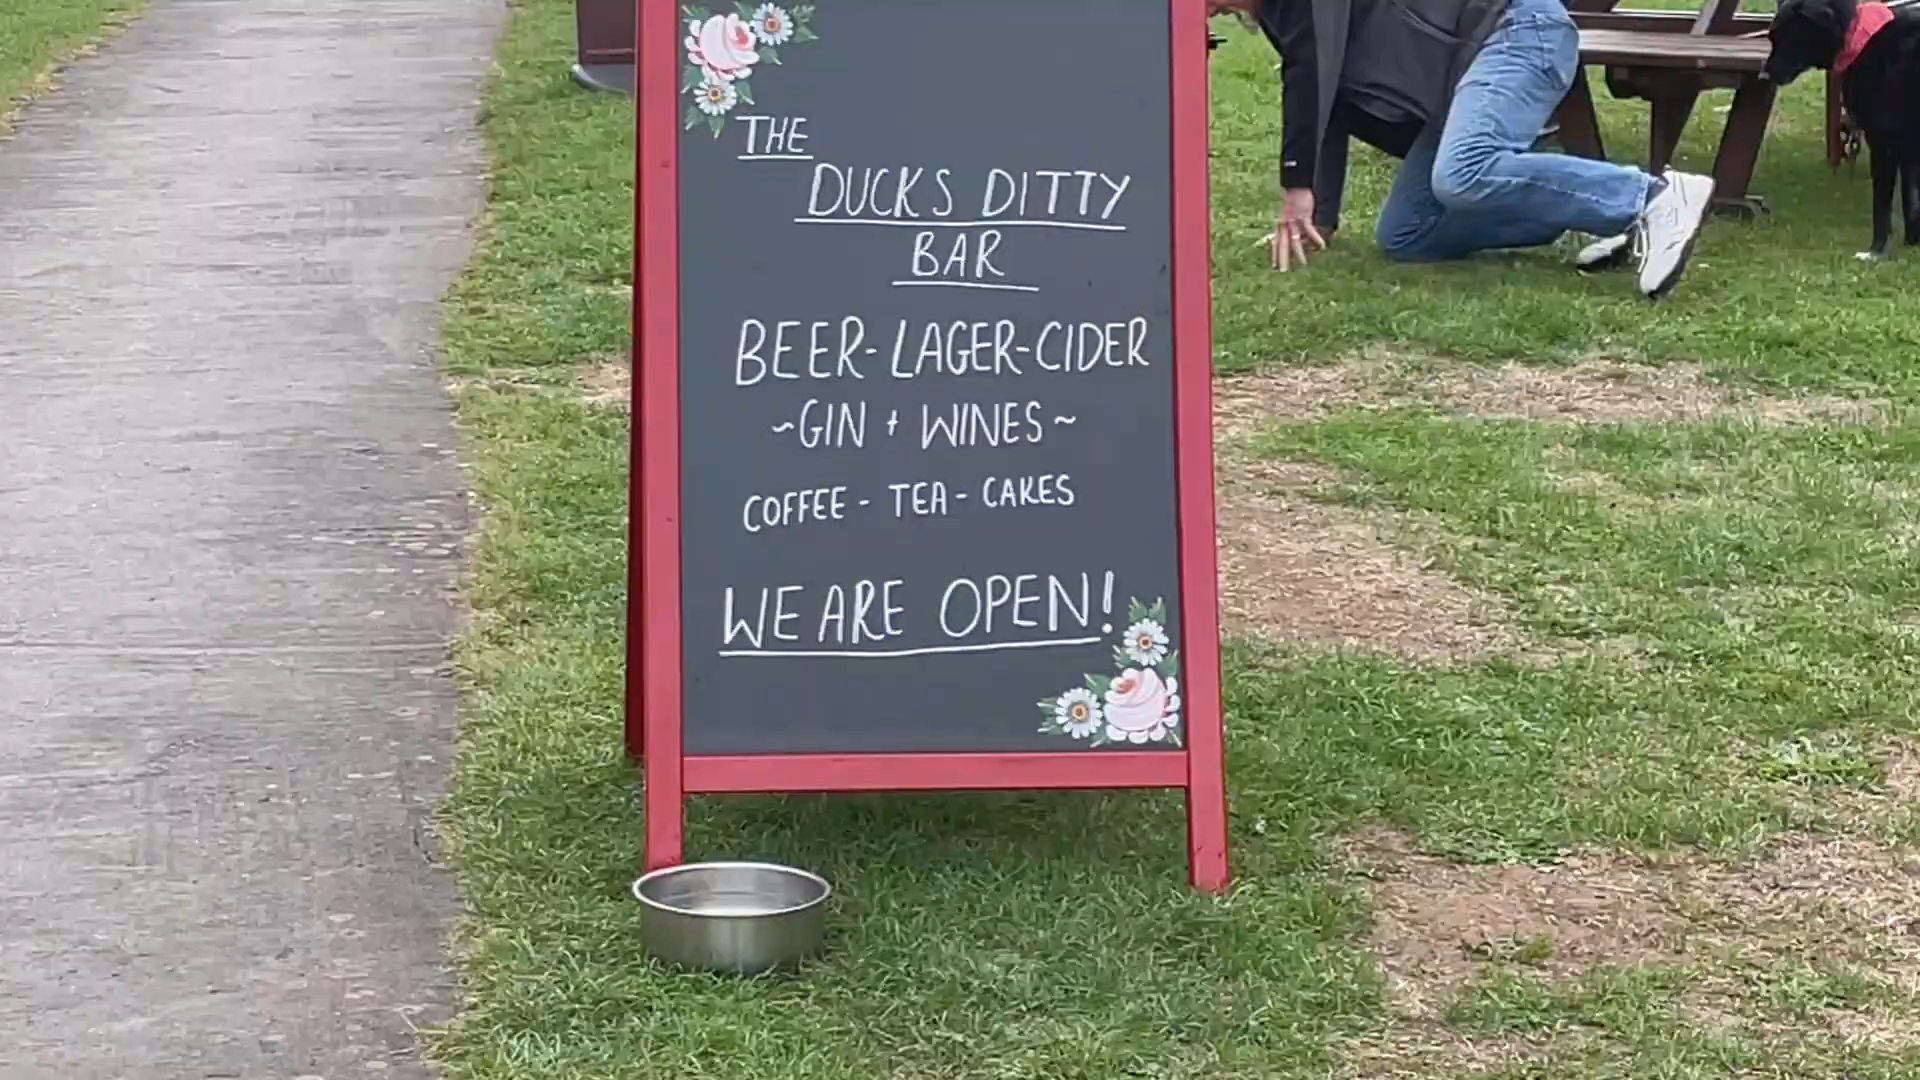 THE
DUCKS DITTY
BAR
BEER-LAGER-CIDER
~GIN + WINES~
COFFEE - TEA - CAKES
WE ARE OPEN!